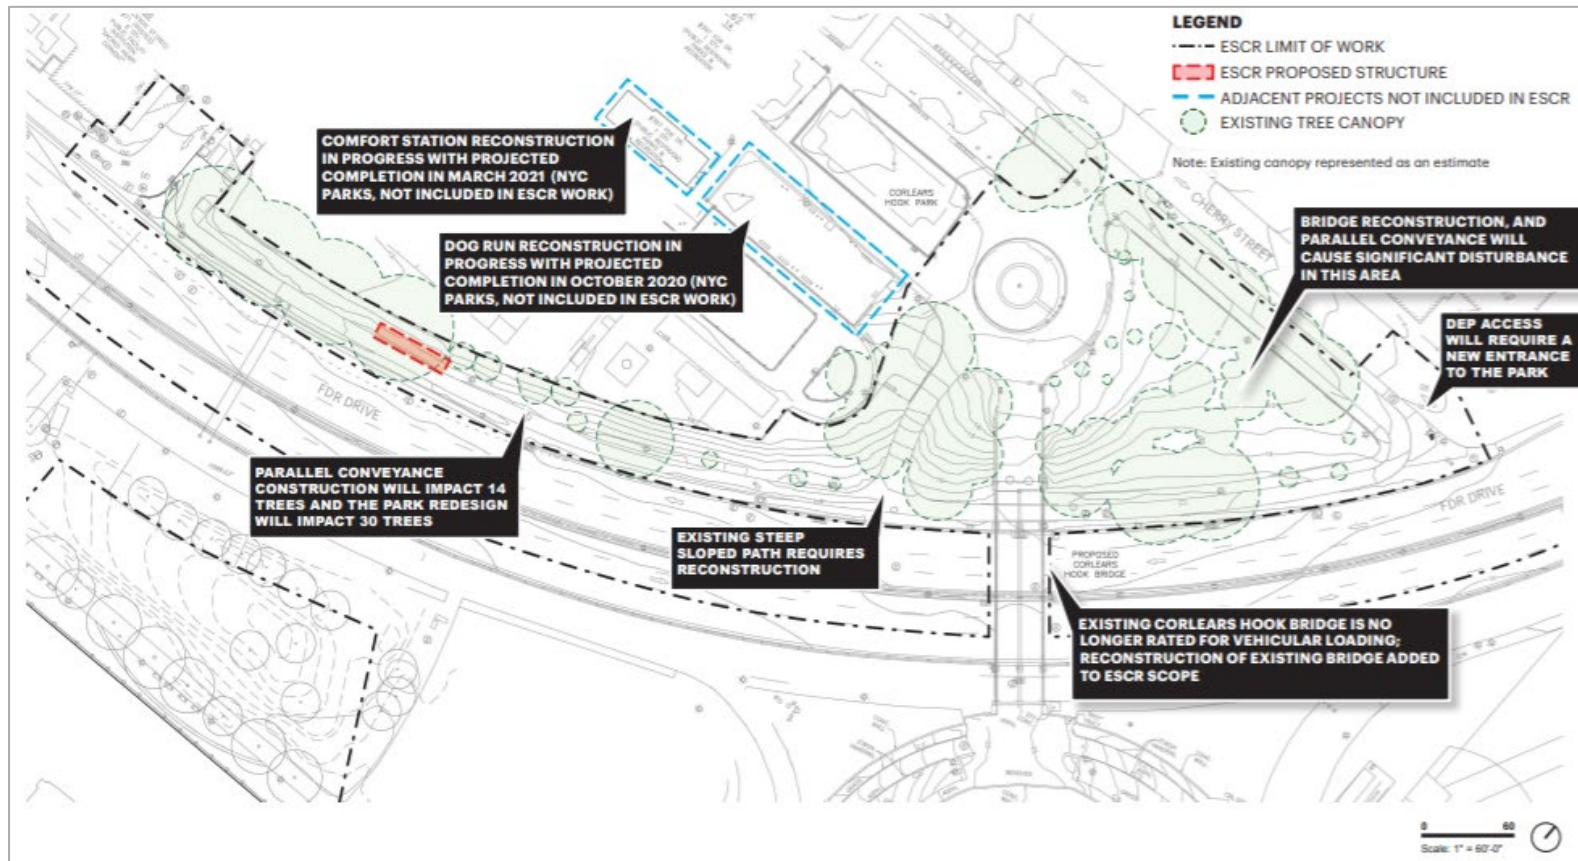 LEGEND
ESCR LIMIT OF WORK
ESCR PROPOSED STRUCTURE
ADJACENT PROJECTS NOT INCLUDED IN ESCR
EXISTING TREE CANOPY
Note: Existing canopy represented as an estimate
COMFORT STATION RECONSTRUCTION
IN PROGRESS WITH PROJECTED
COMPLETION IN MARCH 2021 (NYC
PARKS, NOT INCLUDED IN ESCR WORK)
DOG RUN RECONSTRUCTION IN
PROGRESS WITH PROJECTED
COMPLETION IN OCTOBER 2020 (NYC
PARKS, NOT INCLUDED IN ESCR WORK)
CORLEARS
HOOK PARK
CHERRY STREET
BRIDGE RECONSTRUCTION, AND
PARALLEL CONVEYANCE WILL
CAUSE SIGNIFICANT DISTURBANCE
IN THIS AREA
DEP ACCESS
WILL REQUIRE A
NEW ENTRANCE
TO THE PARK
FDR DRIVE
PARALLEL CONVEYANCE
CONSTRUCTION WILL IMPACT 14
TREES AND THE PARK REDESIGN
WILL IMPACT 30 TREES
EXISTING STEEP
SLOPED PATH REQUIRES
RECONSTRUCTION
FDR DRIVE
PROPOSED
CORLEARS
HOOK BRIDGE
EXISTING CORLEARS HOOK BRIDGE IS NO
LONGER RATED FOR VEHICULAR LOADING;
RECONSTRUCTION OF EXISTING BRIDGE ADDED
TO ESCR SCOPE
0 60
Scale: 1" = 60'-0"